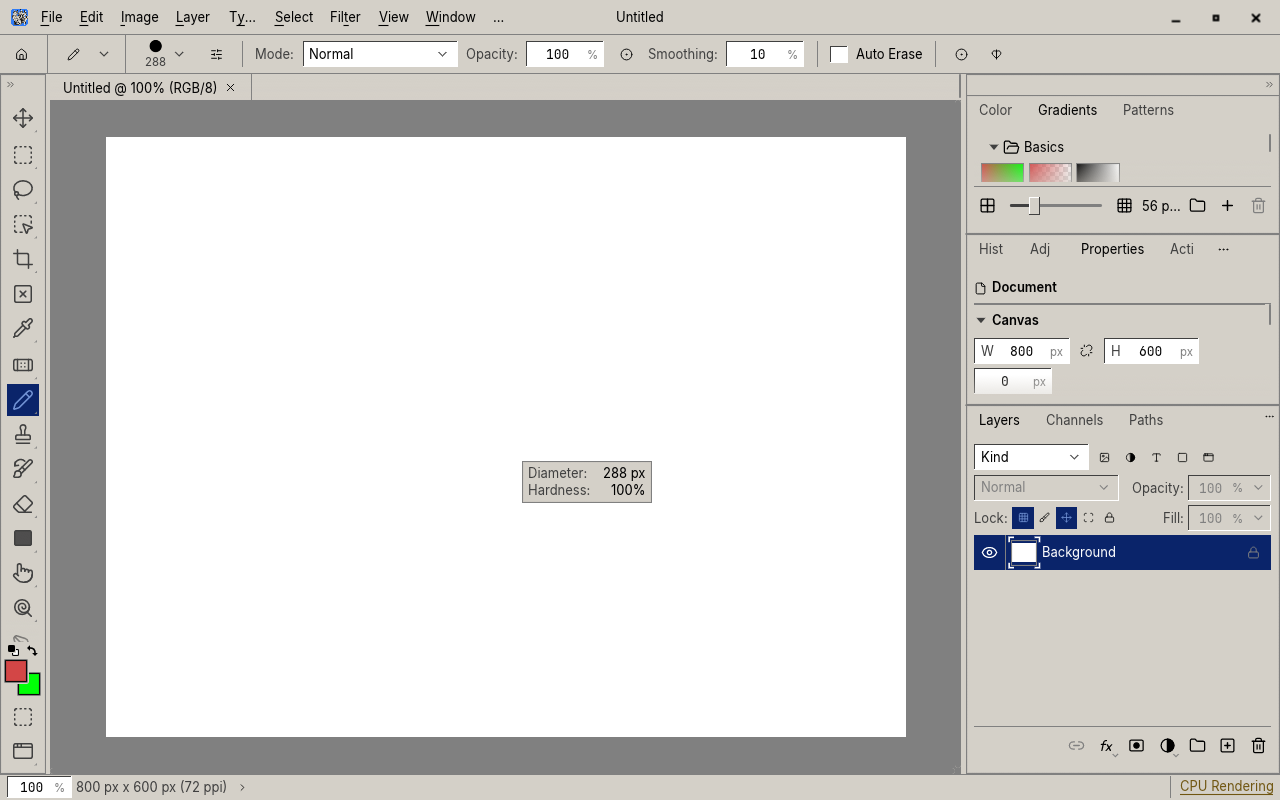 File Edit Image Layer Ty... Select Filter View Window ... Untitled
288 Mode: Normal Opacity: 100 % Smoothing: 10 % Auto Erase
Untitled @ 100% (RGB/8)
Color Gradients Patterns
Basics
56 p...
Hist Adj Properties Acti
Document
Canvas
W 800 px H 600 px
0 px
Layers Channels Paths
Kind
Normal Opacity: 100 %
Lock: Fill: 100 %
Background
Diameter: 288 px
Hardness: 100%
fx
100 % 800 px x 600 px (72 ppi) CPU Rendering